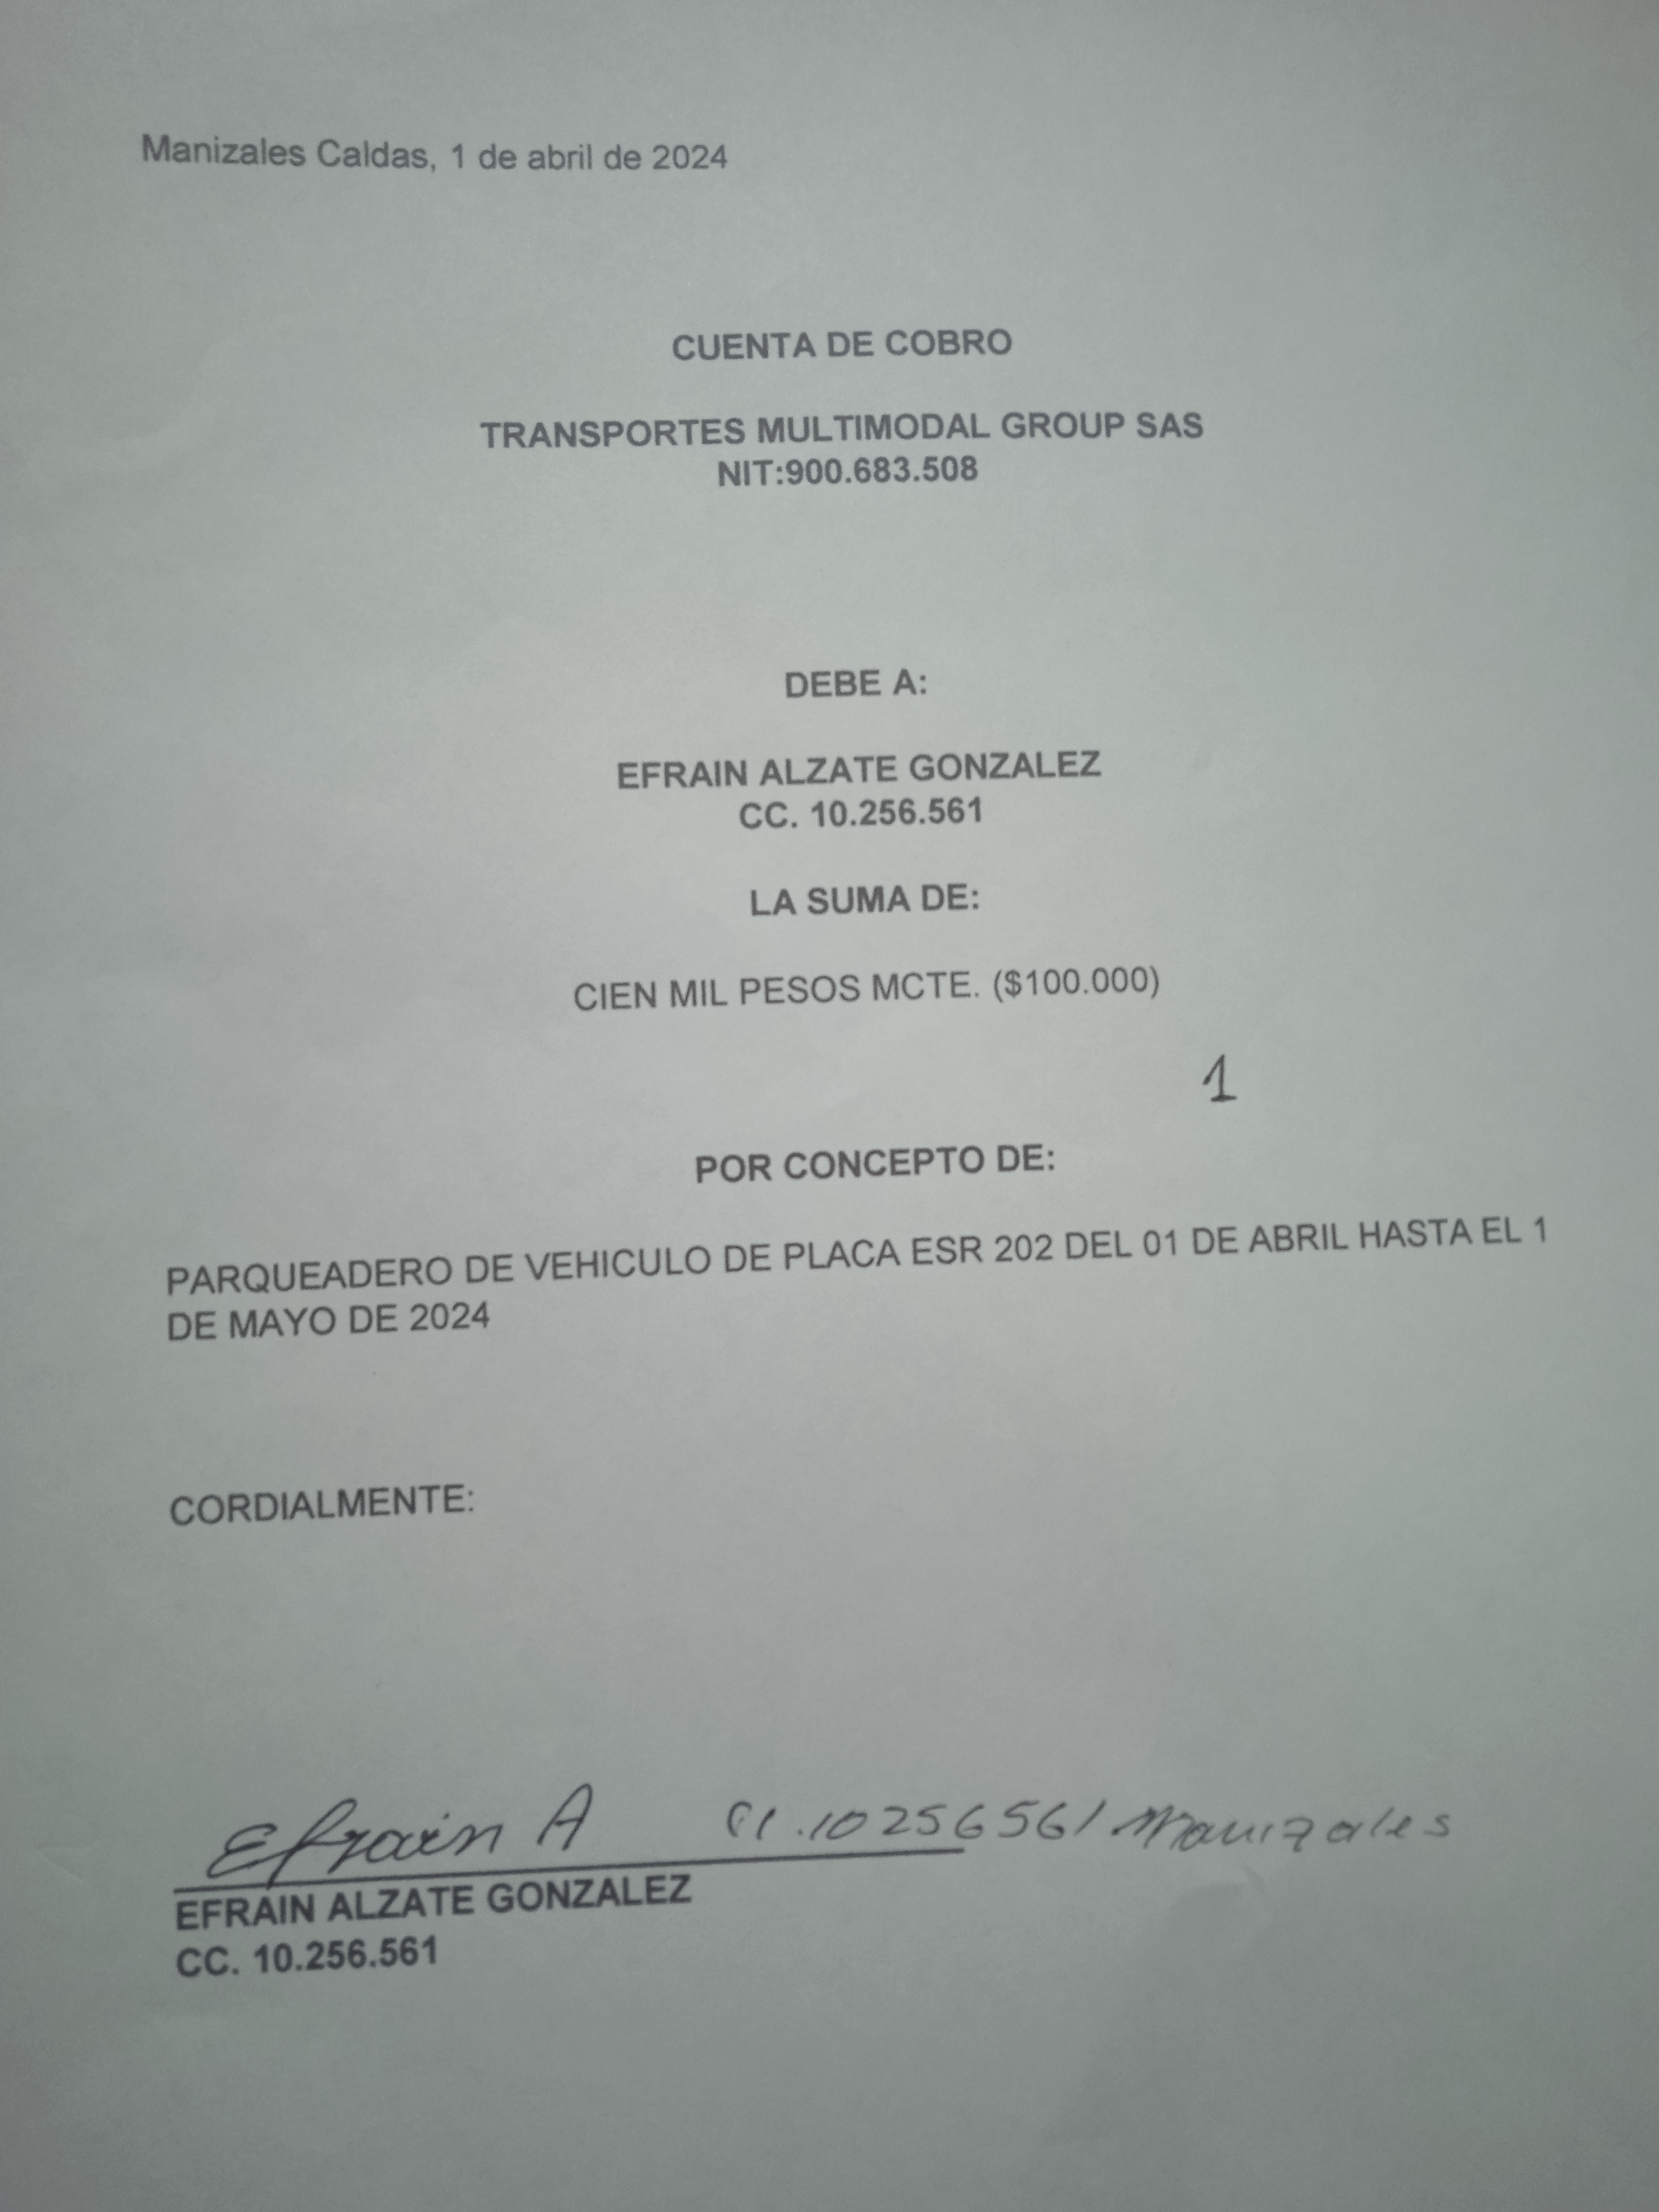 Manizales Caldas, 1 de abril de 2024
CUENTA DE COBRO
TRANSPORTES MULTIMODAL GROUP SAS
NIT:900.683.508
DEBE A:
EFRAIN ALZATE GONZALEZ
CC. 10.256.561
LA SUMA DE:
CIEN MIL PESOS MCTE. ($100.000)
1
POR CONCEPTO DE:
PARQUEADERO DE VEHICULO DE PLACA ESR 202 DEL 01 DE ABRIL HASTA EL 1
DE MAYO DE 2024
CORDIALMENTE:
Efrain A CC.10256561 Manizales
EFRAIN ALZATE GONZALEZ
CC. 10.256.561